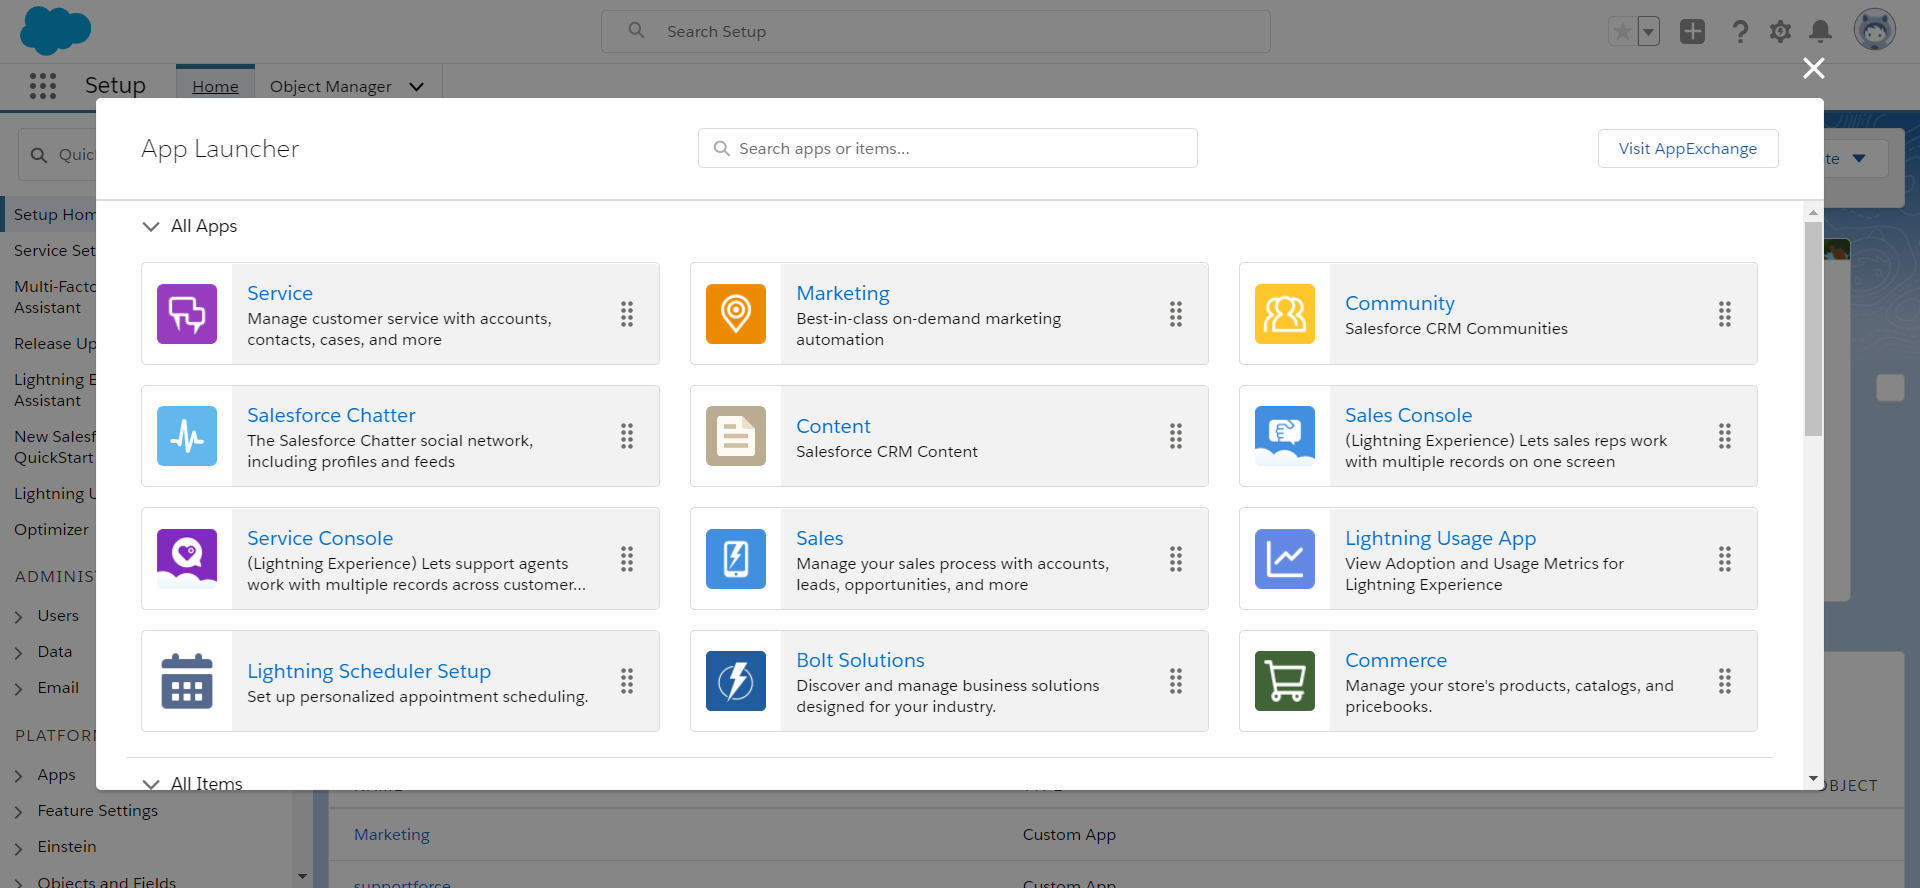 Search Setup
Setup
Home
Object Manager
App Launcher
Search apps or items...
Visit AppExchange
Quic
te
Setup Hom
Service Set
Multi-Facto
Assistant
Release Up
Lightning E
Assistant
New Salesf
QuickStart
Lightning U
Optimizer
ADMINIS
Users
Data
Email
PLATFORM
Apps
Feature Settings
Einstein
Objects and Fields
All Apps
Service
Manage customer service with accounts,
contacts, cases, and more
Marketing
Best-in-class on-demand marketing
automation
Community
Salesforce CRM Communities
Salesforce Chatter
The Salesforce Chatter social network,
including profiles and feeds
Content
Salesforce CRM Content
Sales Console
(Lightning Experience) Lets sales reps work
with multiple records on one screen
Service Console
(Lightning Experience) Lets support agents
work with multiple records across customer...
Sales
Manage your sales process with accounts,
leads, opportunities, and more
Lightning Usage App
View Adoption and Usage Metrics for
Lightning Experience
Lightning Scheduler Setup
Set up personalized appointment scheduling.
Bolt Solutions
Discover and manage business solutions
designed for your industry.
Commerce
Manage your store's products, catalogs, and
pricebooks.
All Items
OBJECT
Marketing
Custom App
supportforce
Custom App